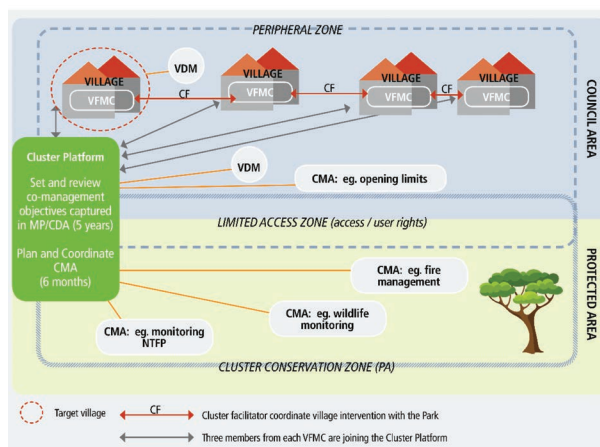 PERIPHERAL ZONE
VILLAGE
VFMC
VDM
VILLAGE
VFMC
VILLAGE
VFMC
VILLAGE
VFMC
CF
CF
CF
COUNCIL AREA
Cluster Platform
Set and review
co-management
objectives captured
in MP/CDA (5 years)
Plan and Coordinate
CMA
(6 months)
VDM
CMA: eg. opening limits
LIMITED ACCESS ZONE (access / user rights)
CMA: eg. fire
management
CMA: eg. wildlife
monitoring
CMA: eg. monitoring
NTFP
PROTECTED AREA
CLUSTER CONSERVATION ZONE (PA)
Target village
CF
Cluster facilitator coordinate village intervention with the Park
Three members from each VFMC are joining the Cluster Platform